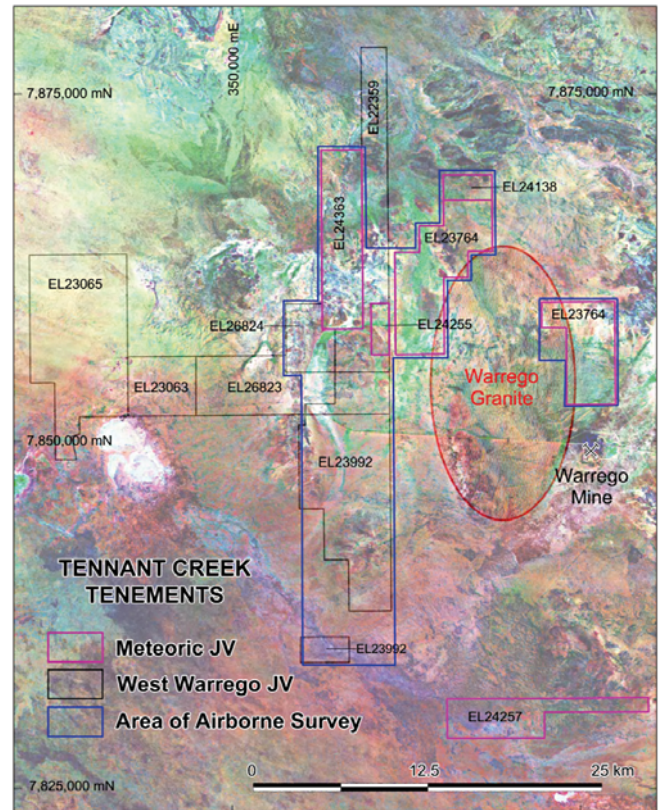 350,000 mE
7,875,000 mN
7,875,000 mN
EL22359
EL24138
EL24363
EL23764
EL23065
EL23764
EL26824
EL24255
Warrego
Granite
EL23063
EL26823
7,850,000 mN
EL23992
Warrego
Mine
TENNANT CREEK
TENEMENTS
Meteoric JV
EL23992
West Warrego JV
Area of Airborne Survey
EL24257
0
12.5
25 km
7,825,000 mN